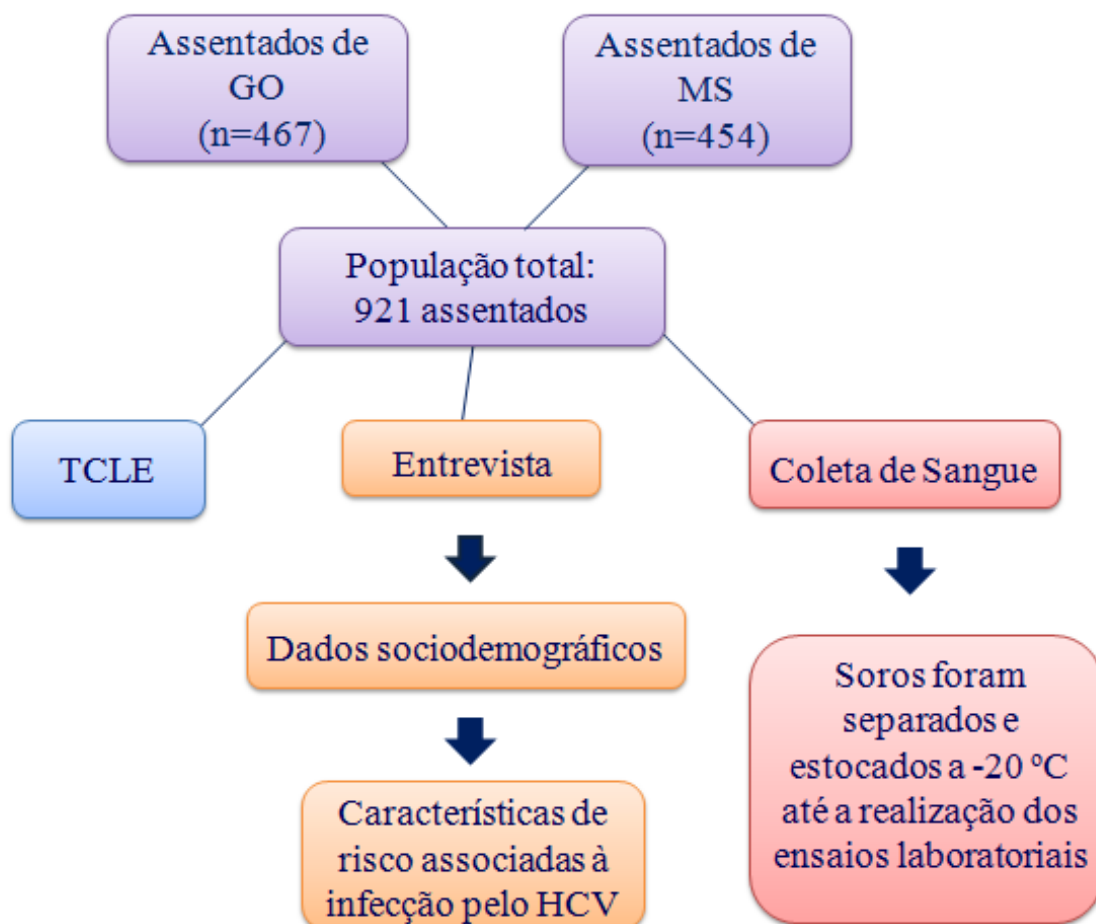 Assentados de
GO
(n=467)
Assentados de
MS
(n=454)
População total:
921 assentados
TCLE
Entrevista
Coleta de Sangue
Dados sociodemográficos
Soros foram
separados e
estocados a -20 ºC
até a realização dos
ensaios laboratoriais
Características de
risco associadas à
infecção pelo HCV